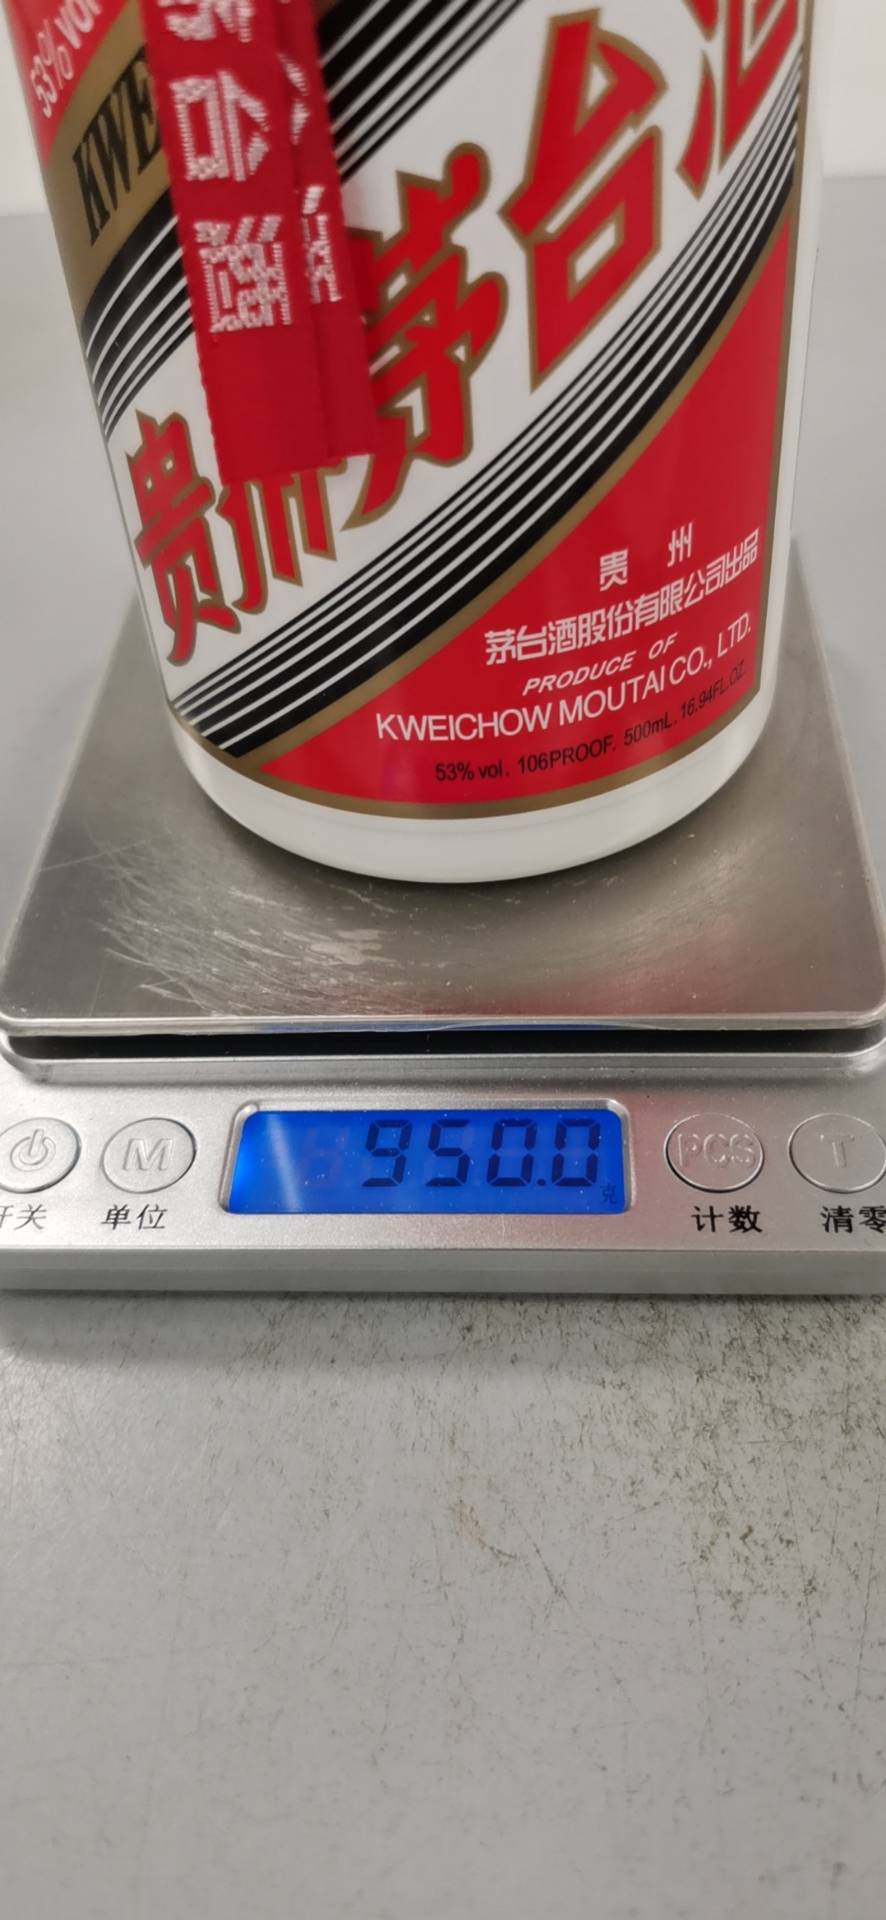 53% vol
KWE
贵州茅台酒
贵 州
茅台酒股份有限公司出品
PRODUCE OF
KWEICHOW MOUTAI CO., LTD.
53% vol. 106PROOF. 500mL. 16.94FL.OZ.
950.0
克
M
PCS
T
开关
单位
计数
清零